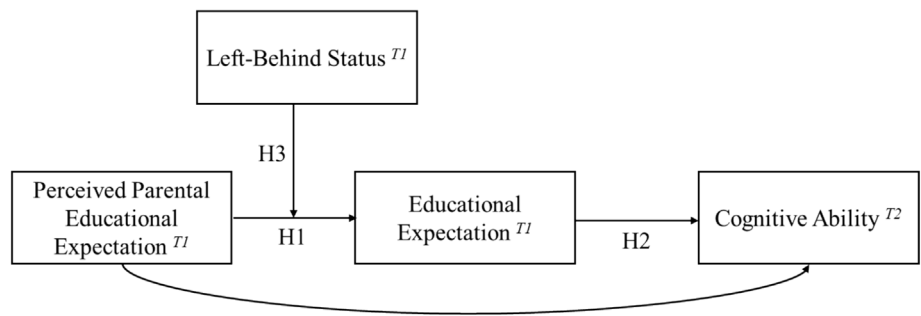 Left-Behind Status T1
H3
Perceived Parental
Educational
Expectation T1
H1
Educational
Expectation T1
H2
Cognitive Ability T2